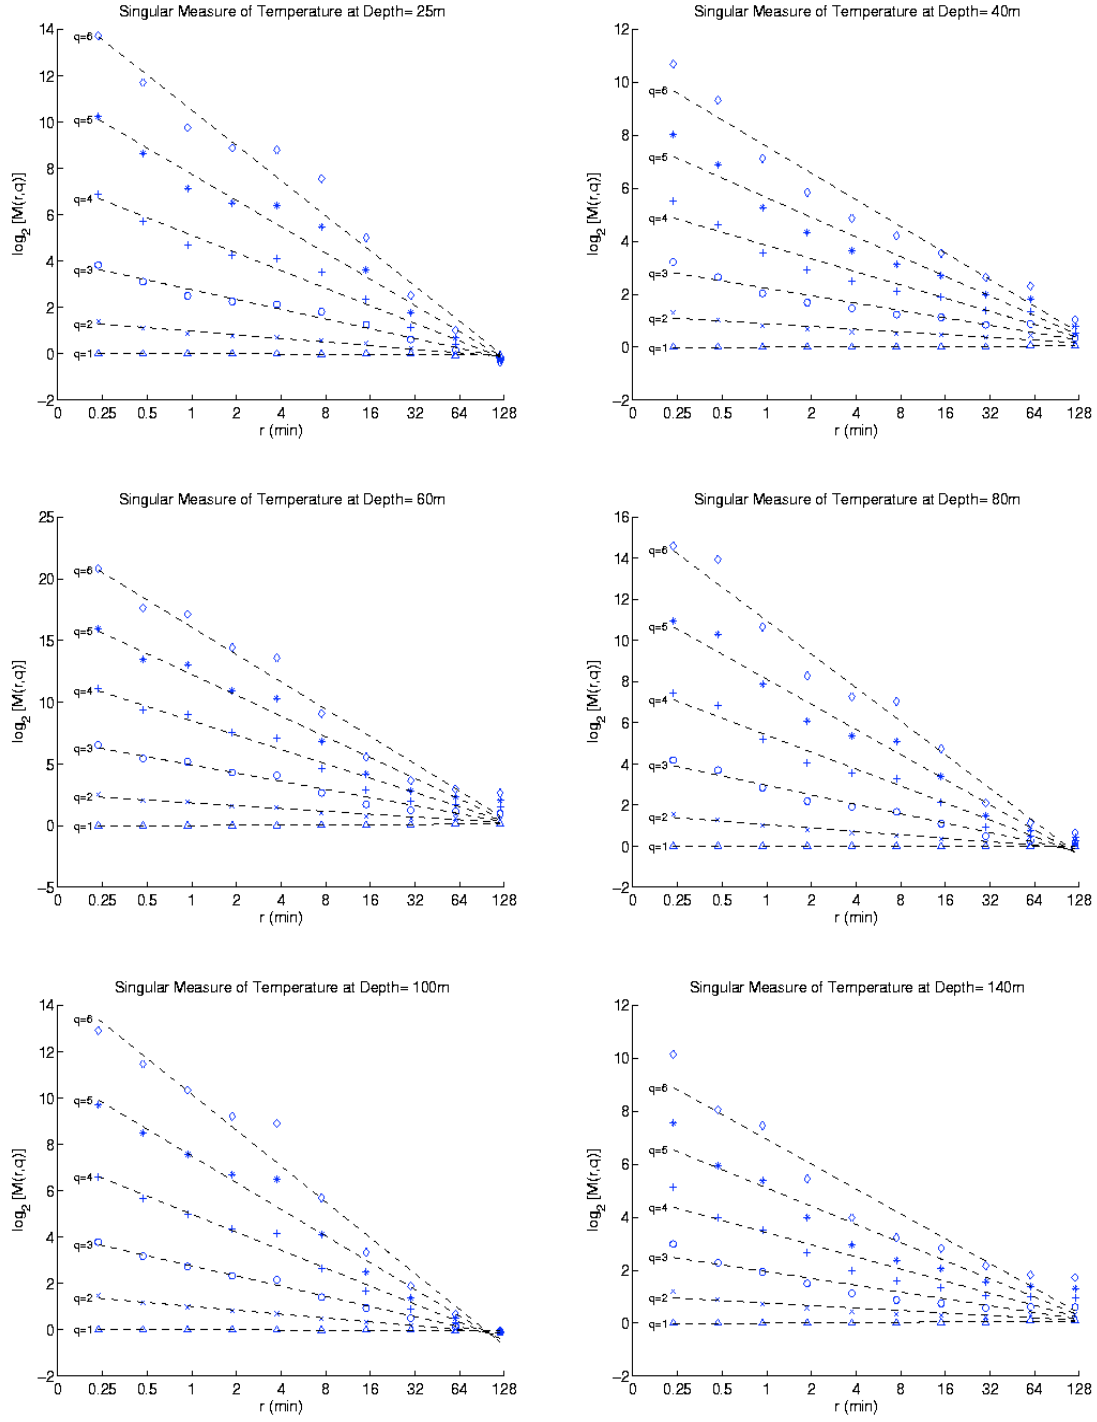 Singular Measure of Temperature at Depth= 25m
14
12
10
8
6
4
2
0
−2
log2 [M(r,q)]
q=6
q=5
q=4
q=3
q=2
q=1
0 0.25 0.5 1 2 4 8 16 32 64 128
r (min)
Singular Measure of Temperature at Depth= 40m
12
10
8
6
4
2
0
−2
log2 [M(r,q)]
q=6
q=5
q=4
q=3
q=2
q=1
0 0.25 0.5 1 2 4 8 16 32 64 128
r (min)
Singular Measure of Temperature at Depth= 60m
25
20
15
10
5
0
−5
log2 [M(r,q)]
q=6
q=5
q=4
q=3
q=2
q=1
0 0.25 0.5 1 2 4 8 16 32 64 128
r (min)
Singular Measure of Temperature at Depth= 80m
16
14
12
10
8
6
4
2
0
−2
log2 [M(r,q)]
q=6
q=5
q=4
q=3
q=2
q=1
0 0.25 0.5 1 2 4 8 16 32 64 128
r (min)
Singular Measure of Temperature at Depth= 100m
14
12
10
8
6
4
2
0
−2
log2 [M(r,q)]
q=6
q=5
q=4
q=3
q=2
q=1
0 0.25 0.5 1 2 4 8 16 32 64 128
r (min)
Singular Measure of Temperature at Depth= 140m
12
10
8
6
4
2
0
−2
log2 [M(r,q)]
q=6
q=5
q=4
q=3
q=2
q=1
0 0.25 0.5 1 2 4 8 16 32 64 128
r (min)